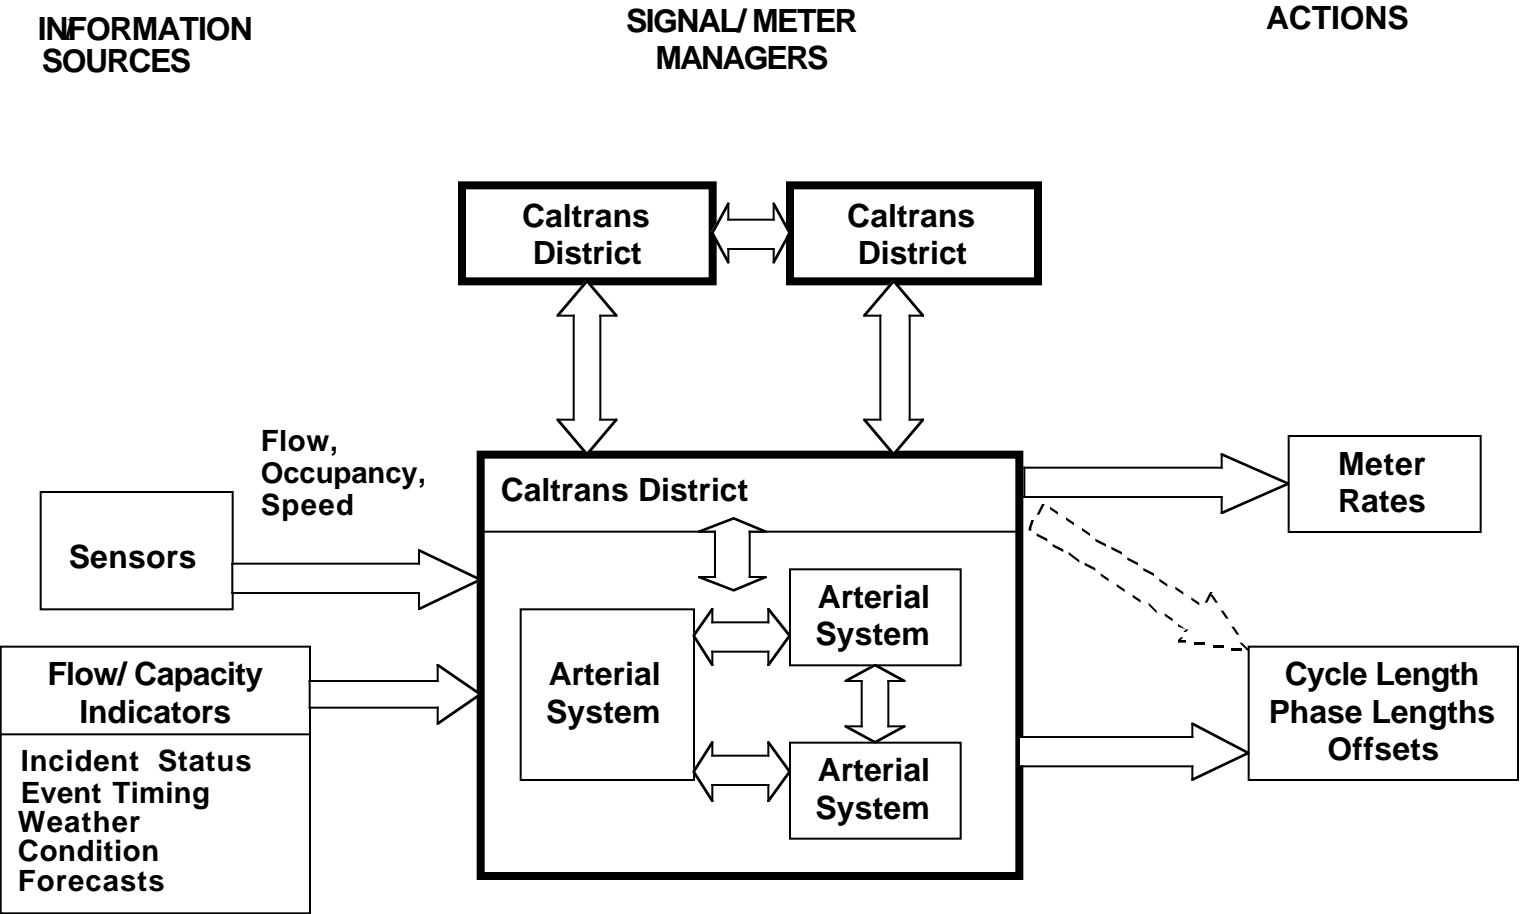 INFORMATION
SOURCES
SIGNAL/ METER
MANAGERS
ACTIONS
Caltrans
District
Caltrans
District
Flow,
Occupancy,
Speed
Sensors
Flow/ Capacity
Indicators
Incident Status
Event Timing
Weather
Condition
Forecasts
Caltrans District
Arterial
System
Arterial
System
Arterial
System
Meter
Rates
Cycle Length
Phase Lengths
Offsets